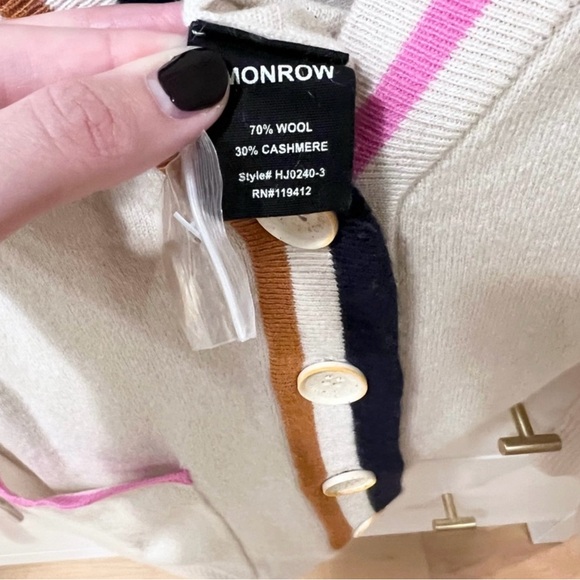 MONROW
70% WOOL
30% CASHMERE
Style# HJ0240-3
RN#119412